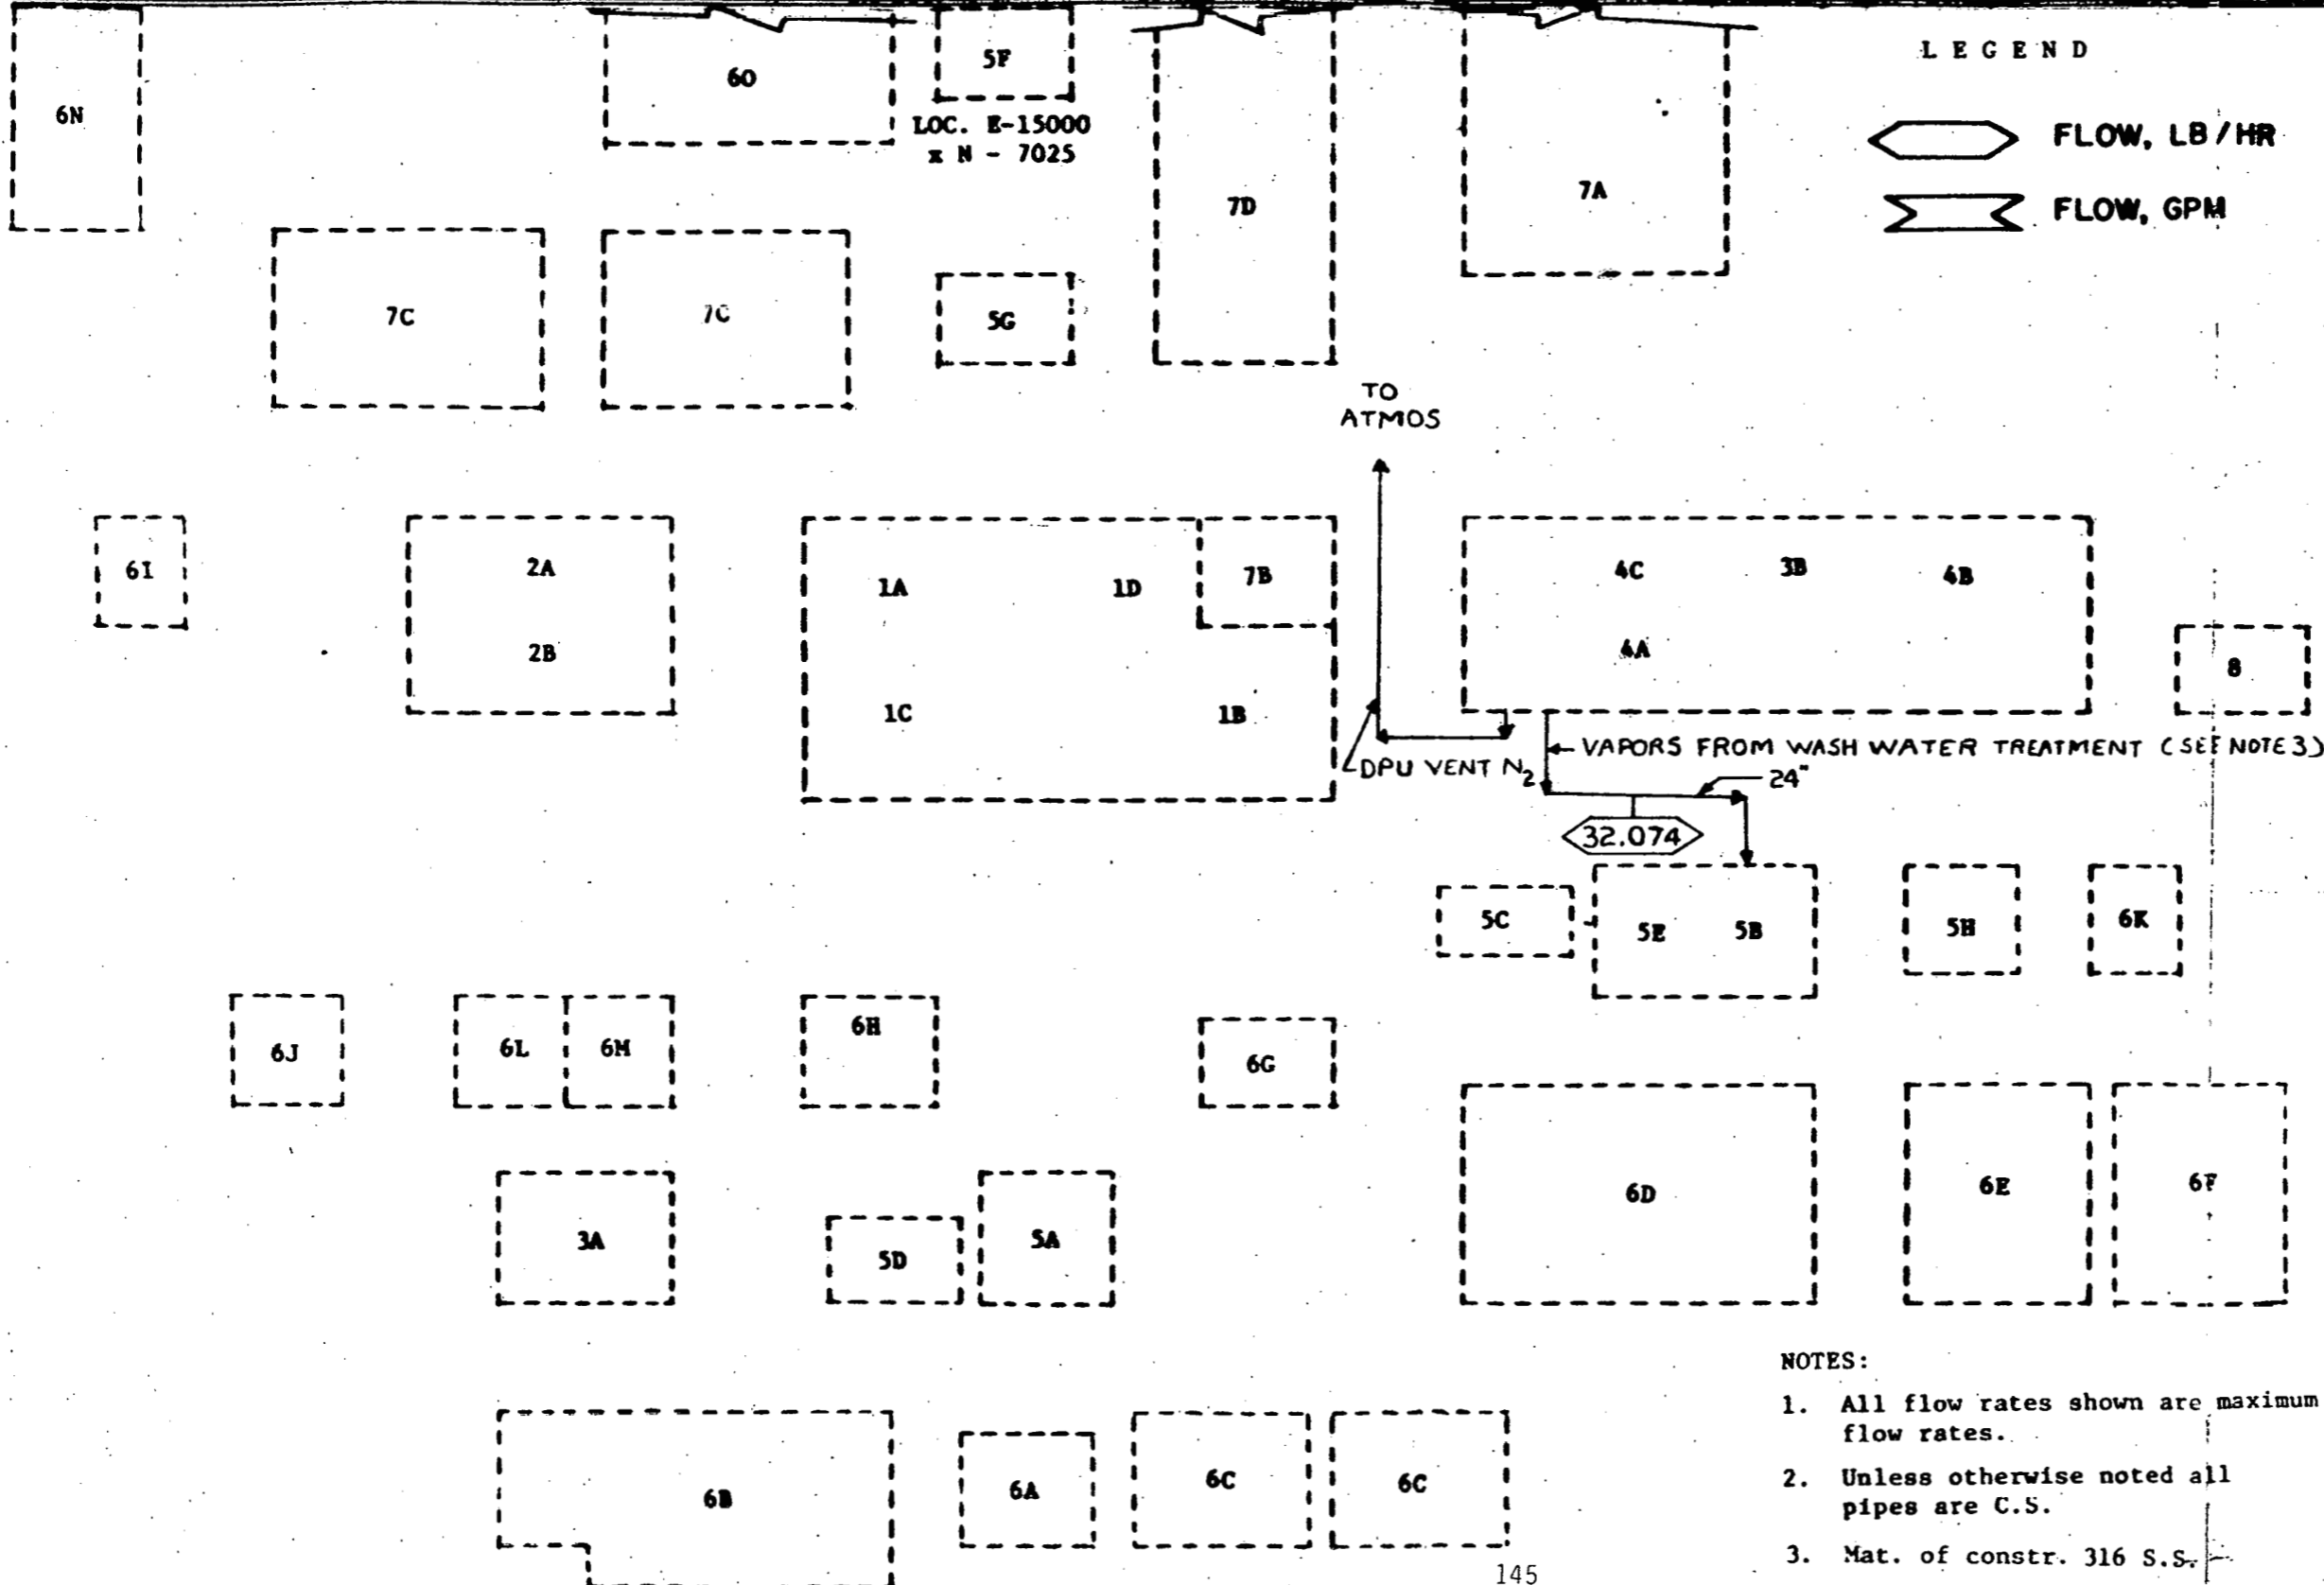 LEGEND
FLOW, LB/HR
FLOW, GPM
6N
6O
5F
LOC. E-15000
x N - 7025
7D
7A
7C
7C
5G
TO
ATMOS
6I
2A
2B
1A
1D
7B
1C
1B
4C
3B
4B
4A
8
DPU VENT N2
VAPORS FROM WASH WATER TREATMENT (SEE NOTE 3)
24"
32.074
5C
5E
5B
5H
6K
6J
6L
6M
6H
6G
3A
5D
5A
6D
6E
6F
6B
6A
6C
6C
NOTES:
1. All flow rates shown are maximum
flow rates.
2. Unless otherwise noted all
pipes are C.S.
3. Mat. of constr. 316 S.S.
145